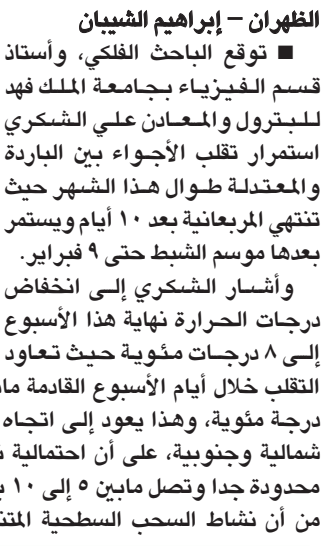 الظهران – إبراهيم الشيبان
■ توقع الباحث الفلكي، وأستاذ
قسم الفيزياء بجامعة الملك فهد
للبترول والمعادن علي الشكري
استمرار تقلب الأجواء بين الباردة
والمعتدلة طوال هذا الشهر حيث
تنتهي المربعانية بعد ١٠ أيام ويستمر
بعدها موسم الشبط حتى ٩ فبراير.
وأشار الشكري إلى انخفاض
درجات الحرارة نهاية هذا الأسبوع
إلى ٨ درجات مئوية حيث تعاود
التقلب خلال أيام الأسبوع القادمة
درجة مئوية، وهذا يعود إلى اتجاه
شمالية وجنوبية، على أن احتمالية
محدودة جدا وتصل مابين ٥ إلى ١٠
من أن نشاط السحب السطحية